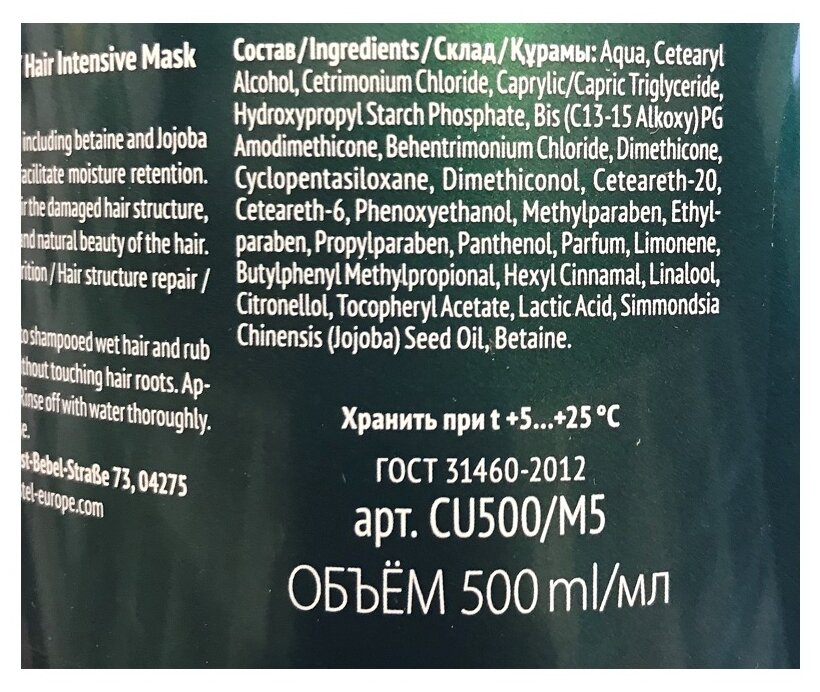 Hair Intensive Mask
including betaine and Jojoba
facilitate moisture retention.
the damaged hair structure,
and natural beauty of the hair.
/ Hair structure repair /
to shampooed wet hair and rub
without touching hair roots. Ap-
Rinse off with water thoroughly.
Bebel-Straße 73, 04275
tel-europe.com
Состав/Ingredients/Склад/Құрамы: Aqua, Cetearyl
Alcohol, Cetrimonium Chloride, Caprylic/Capric Triglyceride,
Hydroxypropyl Starch Phosphate, Bis (C13-15 Alkoxy) PG
Amodimethicone, Behentrimonium Chloride, Dimethicone,
Cyclopentasiloxane, Dimethiconol, Ceteareth-20,
Ceteareth-6, Phenoxyethanol, Methylparaben, Ethyl-
paraben, Propylparaben, Panthenol, Parfum, Limonene,
Butylphenyl Methylpropional, Hexyl Cinnamal, Linalool,
Citronellol, Tocopheryl Acetate, Lactic Acid, Simmondsia
Chinensis (Jojoba) Seed Oil, Betaine.
Хранить при t +5...+25 °C
ГОСТ 31460-2012
арт. CU500/M5
ОБЪЁМ 500 ml/мл